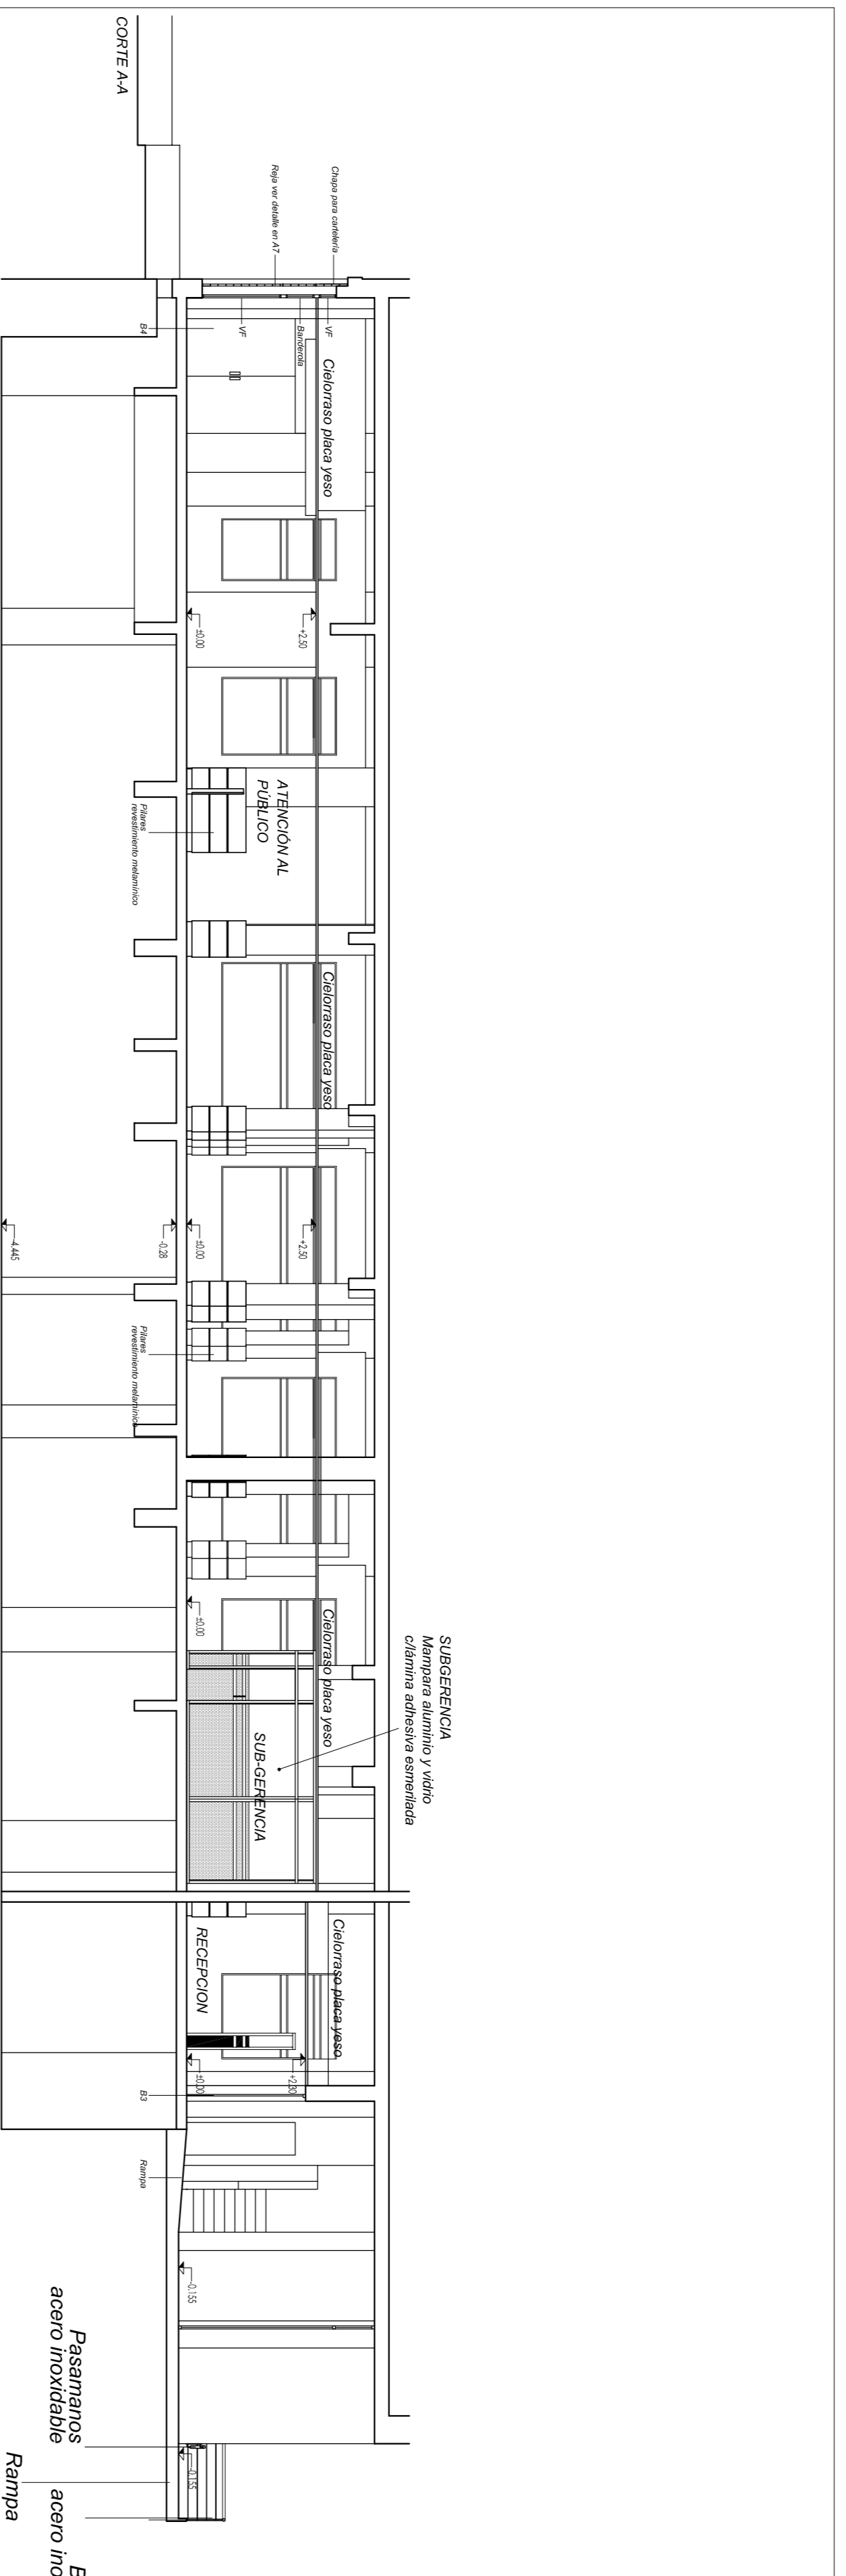 CORTE A-A
Chapa para cartelería
Reja ver detalle en A7
VF
Banderola
VF
B4
Cielorraso placa yeso
+2.50
±0.00
ATENCIÓN AL
PÚBLICO
Pilares
revestimiento melamínico
Cielorraso placa yeso
+2.50
±0.00
-0.28
-4.445
Pilares
revestimiento melamínico
±0.00
Cielorraso placa yeso
SUBGERENCIA
Mampara aluminio y vidrio
c/lámina adhesiva esmerilada
SUB-GERENCIA
Cielorraso placa yeso
RECEPCION
+2.30
±0.00
B3
Rampa
-0.155
-0.155
Pasamanos
acero inoxidable
Rampa